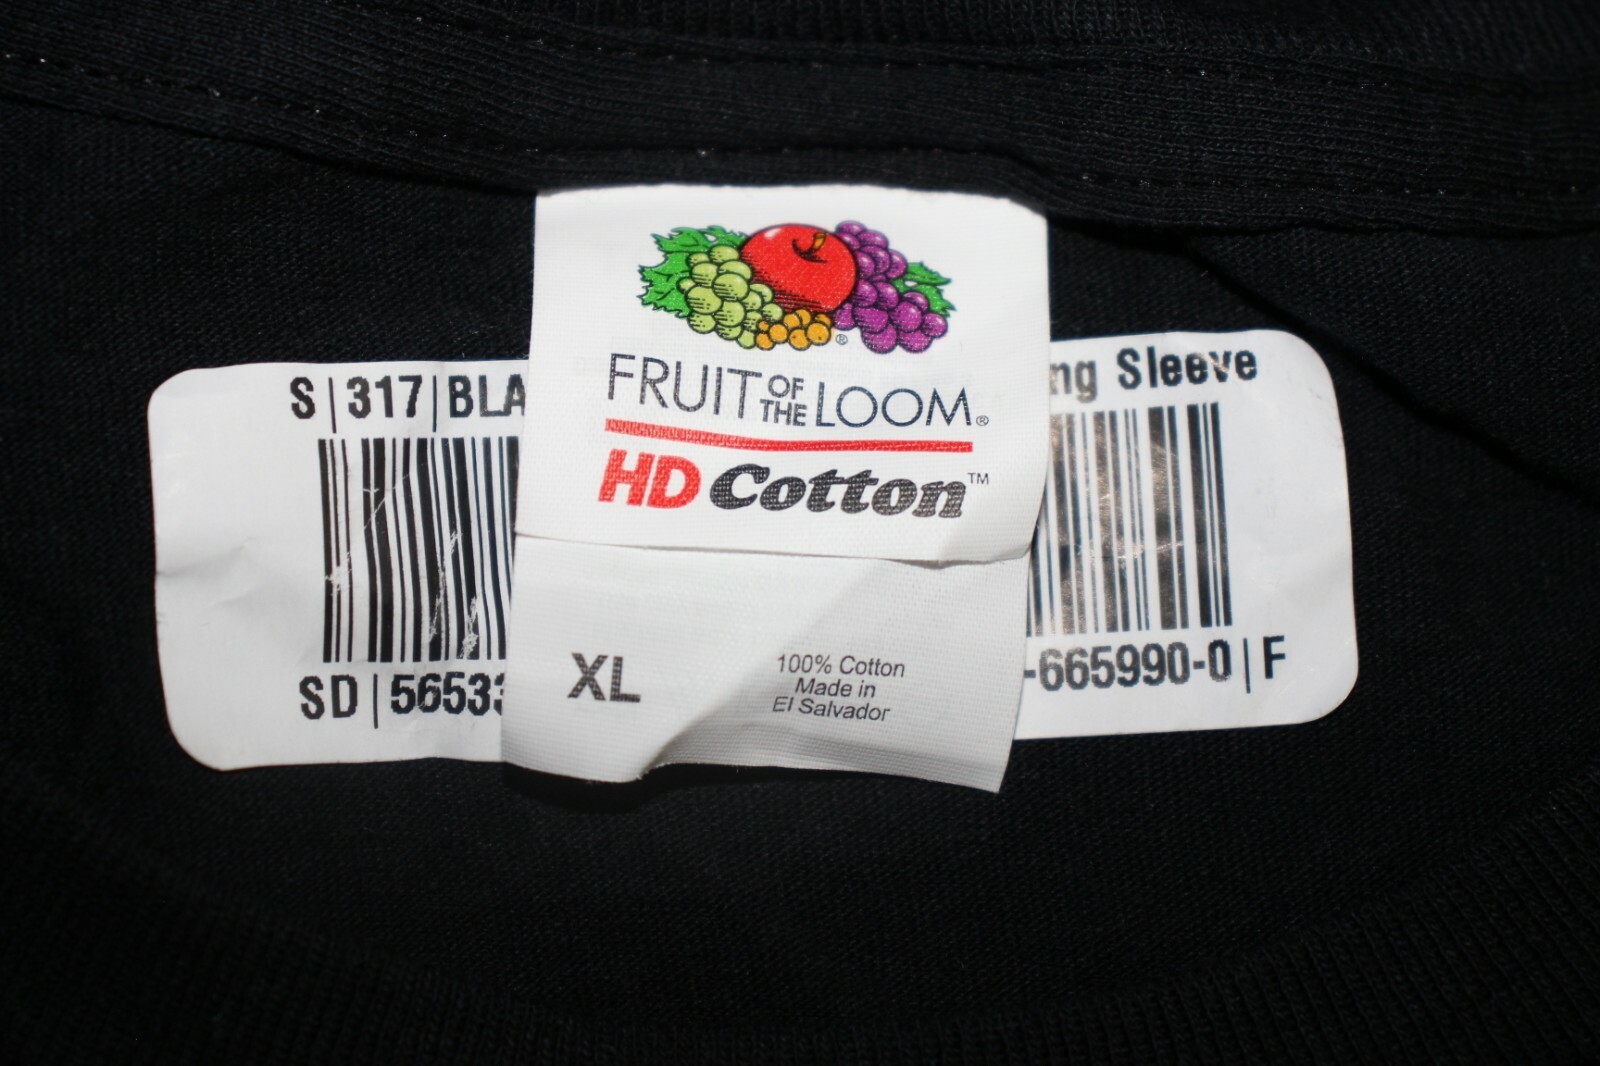 S|317|BLA
ng Sleeve
FRUIT OF THE LOOM®
HD Cotton™
XL
100% Cotton
Made in
El Salvador
SD|5653
-665990-0|F